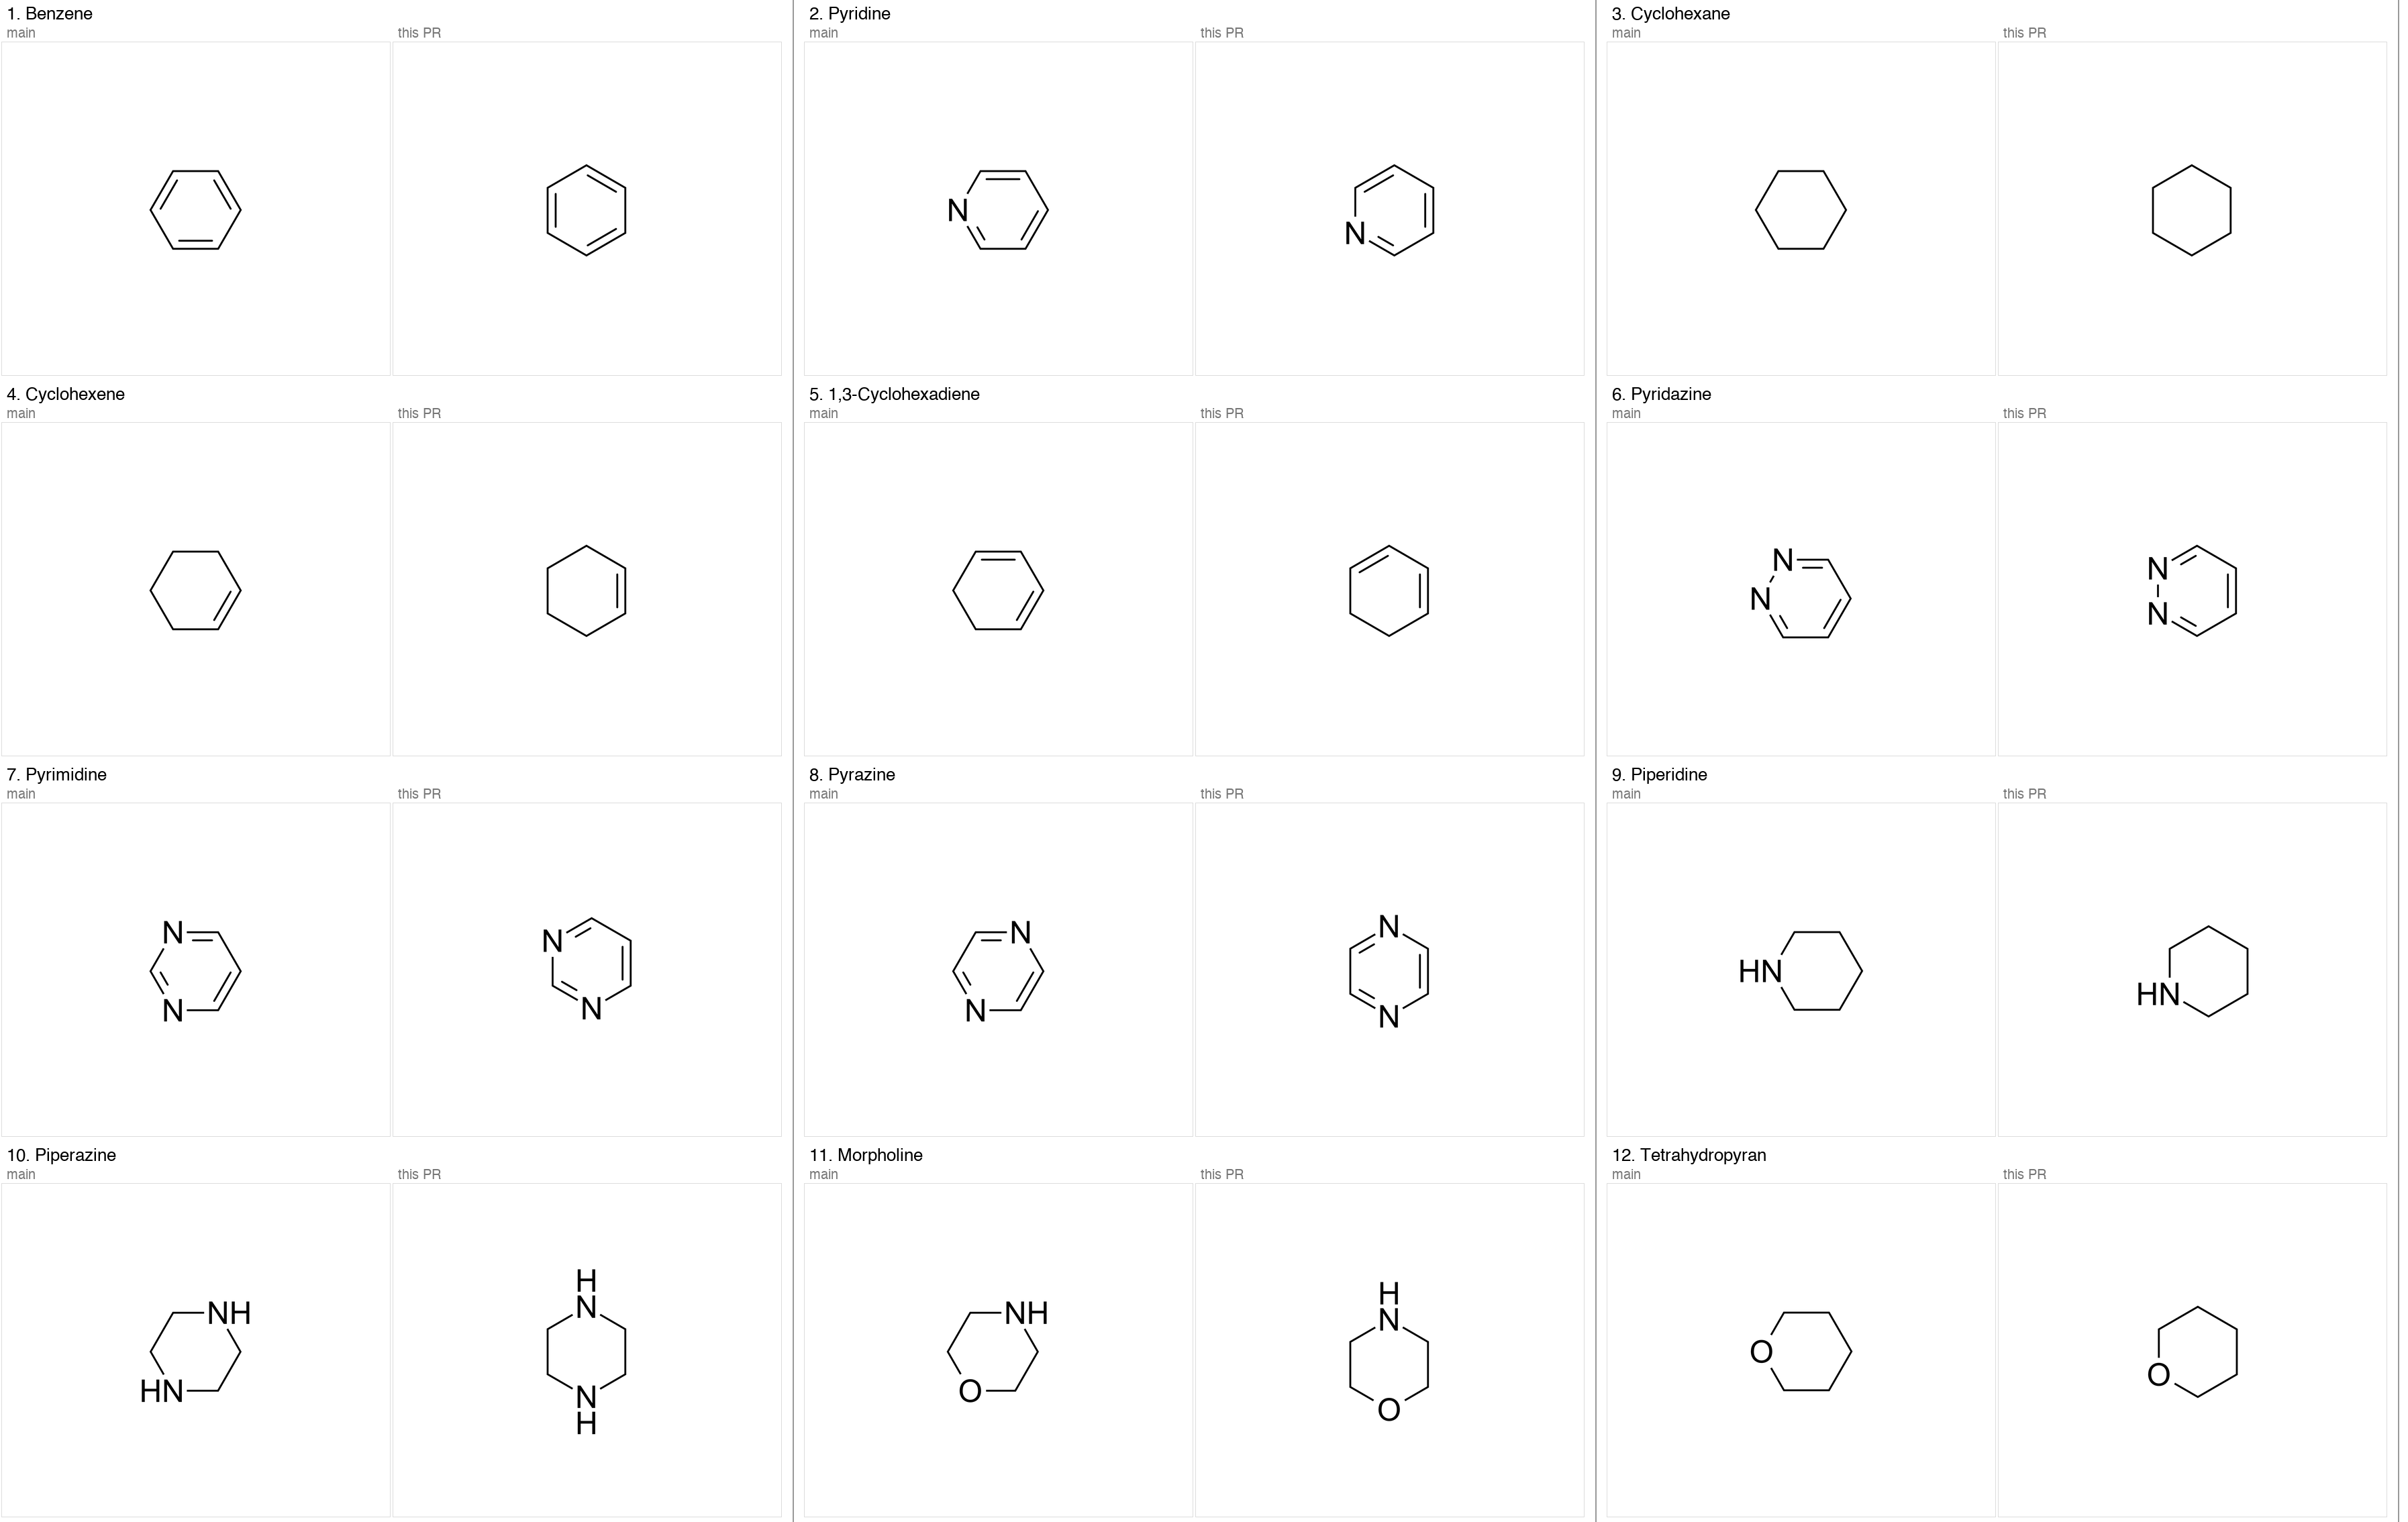 1. Benzene
main this PR
2. Pyridine
main this PR
3. Cyclohexane
main this PR
N
N
4. Cyclohexene
main this PR
5. 1,3-Cyclohexadiene
main this PR
6. Pyridazine
main this PR
N
N
N
N
7. Pyrimidine
main this PR
8. Pyrazine
main this PR
9. Piperidine
main this PR
N
N
N
N
N
N
N
N
HN
HN
10. Piperazine
main this PR
11. Morpholine
main this PR
12. Tetrahydropyran
main this PR
NH
HN
H
N
N
H
NH
O
H
N
O
O
O